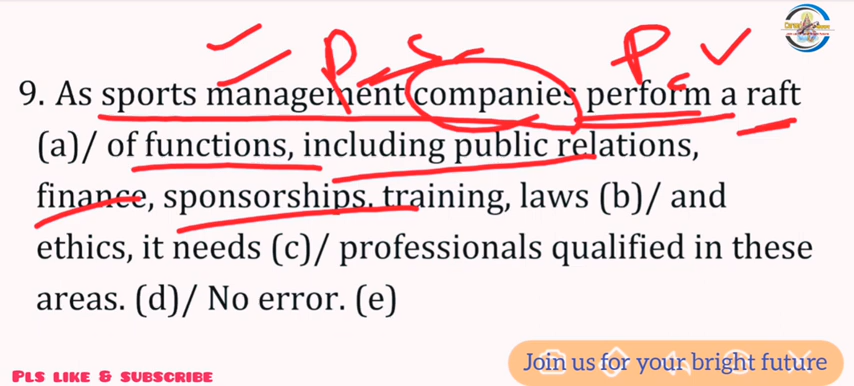 9. As sports management companies perform a raft
(a)/ of functions, including public relations,
finance, sponsorships, training, laws (b)/ and
ethics, it needs (c)/ professionals qualified in these
areas. (d)/ No error. (e)
P S P
Join us for your bright future
PLS LIKE & SUBSCRIBE